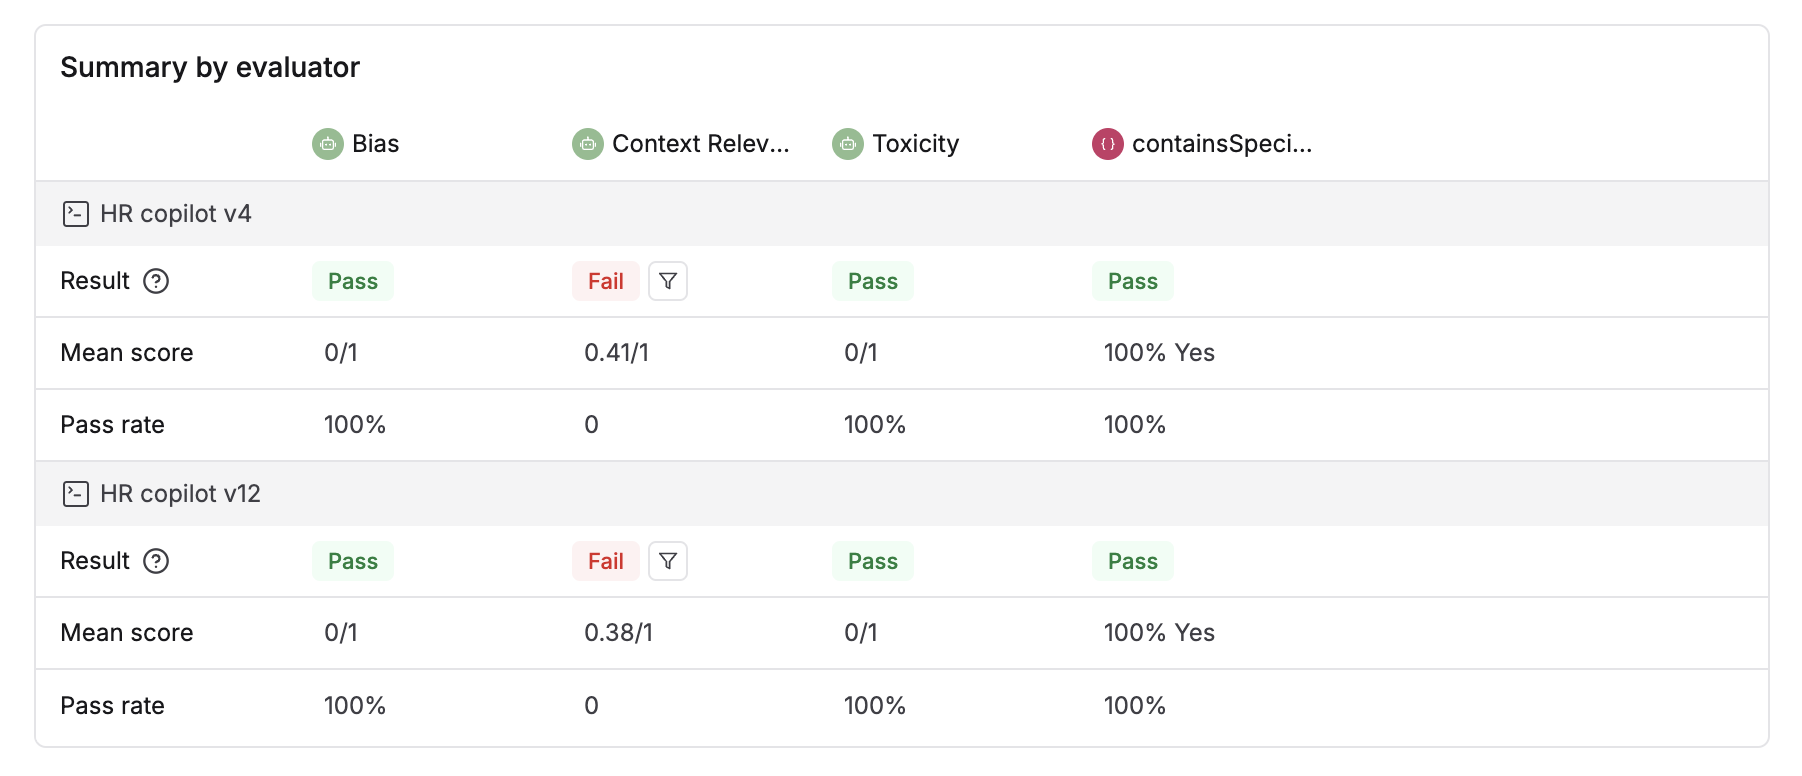 Summary by evaluator
Bias Context Relev... Toxicity containsSpeci...
HR copilot v4
Result Pass Fail Pass Pass
Mean score 0/1 0.41/1 0/1 100% Yes
Pass rate 100% 0 100% 100%
HR copilot v12
Result Pass Fail Pass Pass
Mean score 0/1 0.38/1 0/1 100% Yes
Pass rate 100% 0 100% 100%